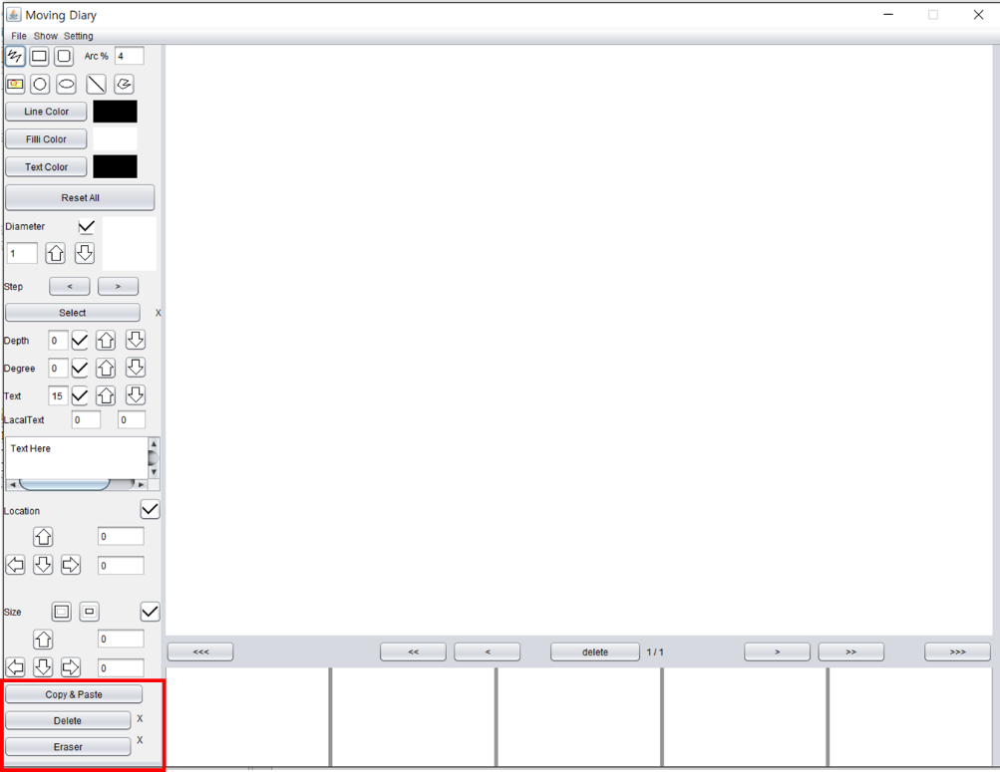 Moving Diary
File Show Setting
Arc % 4
Line Color
Filli Color
Text Color
Reset All
Diameter
1
Step < >
Select X
Depth 0
Degree 0
Text 15
LacalText 0 0
Text Here
Location
0
0
Size
0
0
<<< << < delete 1 / 1 > >> >>>
Copy & Paste
Delete X
Eraser X